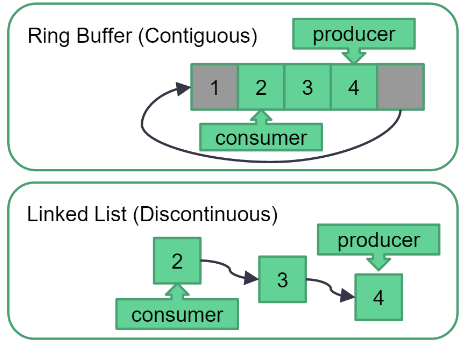 Ring Buffer (Contiguous)
producer
1 2 3 4
consumer
Linked List (Discontinuous)
producer
2
3
4
consumer